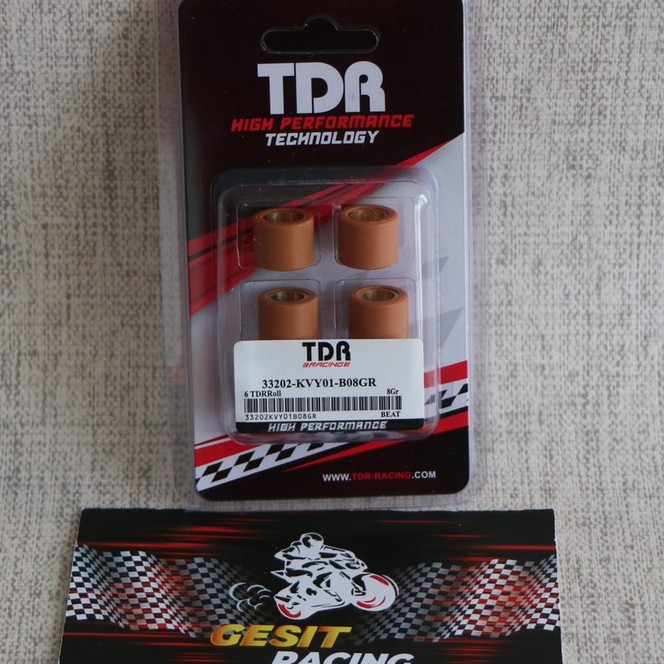 TDR
HIGH PERFORMANCE
TECHNOLOGY
TDR
RACING
33202-KVY01-B08GR
6 TDRRoll 8Gr
33202KVY01B08GR BEAT
HIGH PERFORMANCE
WWW.TDR-RACING.COM
GESIT
RACING